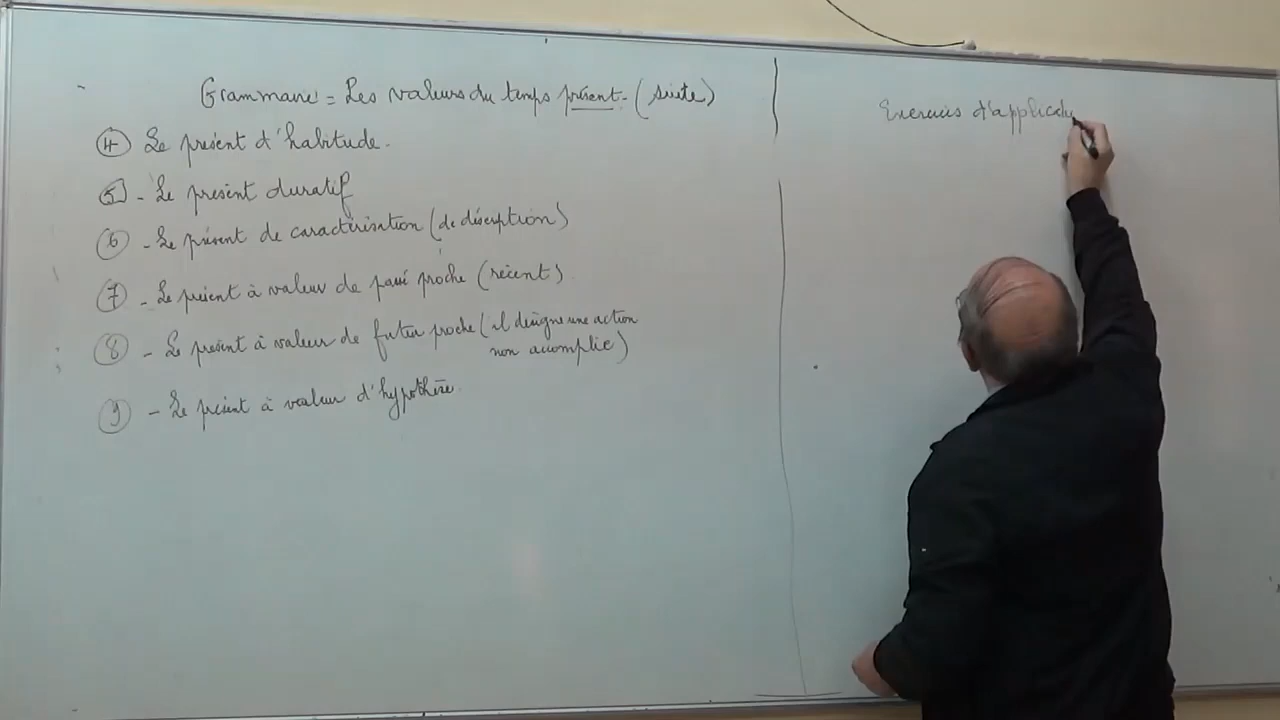 Grammaire = Les valeurs du temps présent - (suite)
④ Le présent d'habitude.
⑤ - Le présent duratif
⑥ - Le présent de caractérisation (de déscription)
⑦ - Le présent à valeur de passé proche (récent)
⑧ - Le présent à valeur de futur proche (il désigne une action
non accomplie)
⑨ - Le présent à valeur d'hypothèse.
Exercices d'applicatio